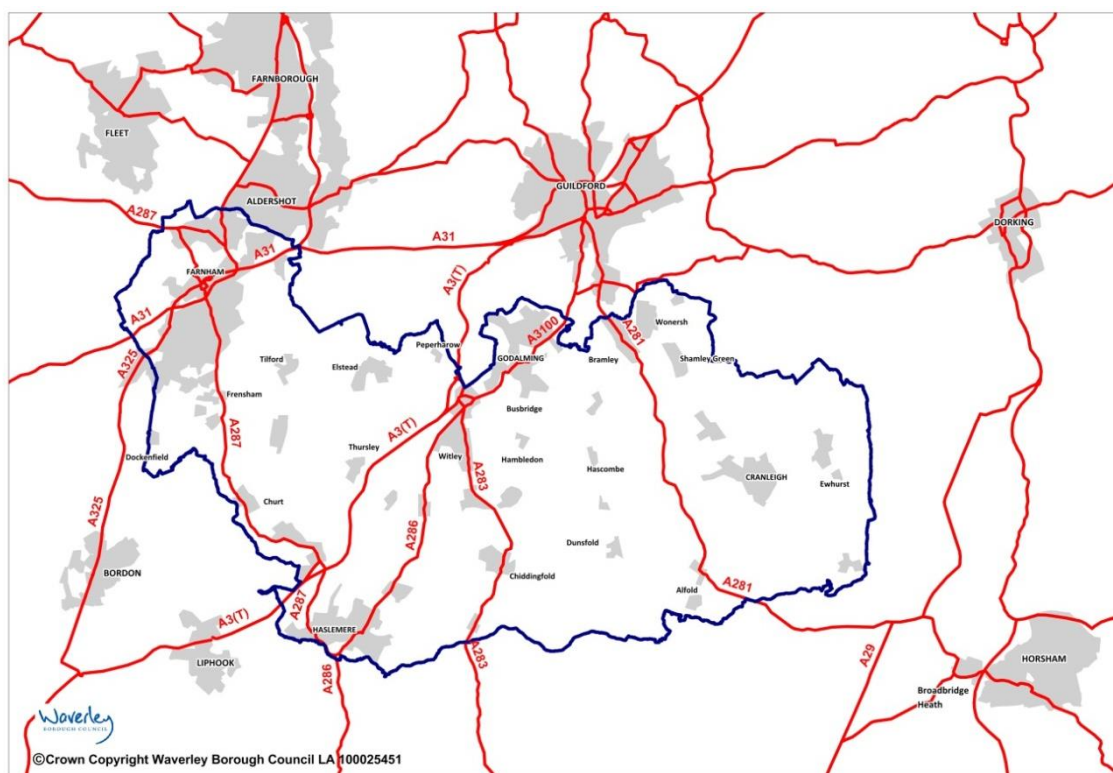 FARNBOROUGH
FLEET
ALDERSHOT
GUILDFORD
A287
DORKING
A31
A31
A3(T)
FARNHAM
A31
A3100
A281
Wonersh
A325
Tilford
Elstead
Peperharow
GODALMING
Bramley
Shamley Green
Frensham
A287
Busbridge
A3(T)
Thursley
Witley
Hambledon
Hascombe
A283
CRANLEIGH
Ewhurst
Dockenfield
A325
Churt
A286
Dunsfold
BORDON
Chiddingfold
A281
Alfold
A287
A3(T)
HASLEMERE
LIPHOOK
A286
A283
A29
HORSHAM
Broadbridge
Heath
Waverley
BOROUGH COUNCIL
©Crown Copyright Waverley Borough Council LA 100025451